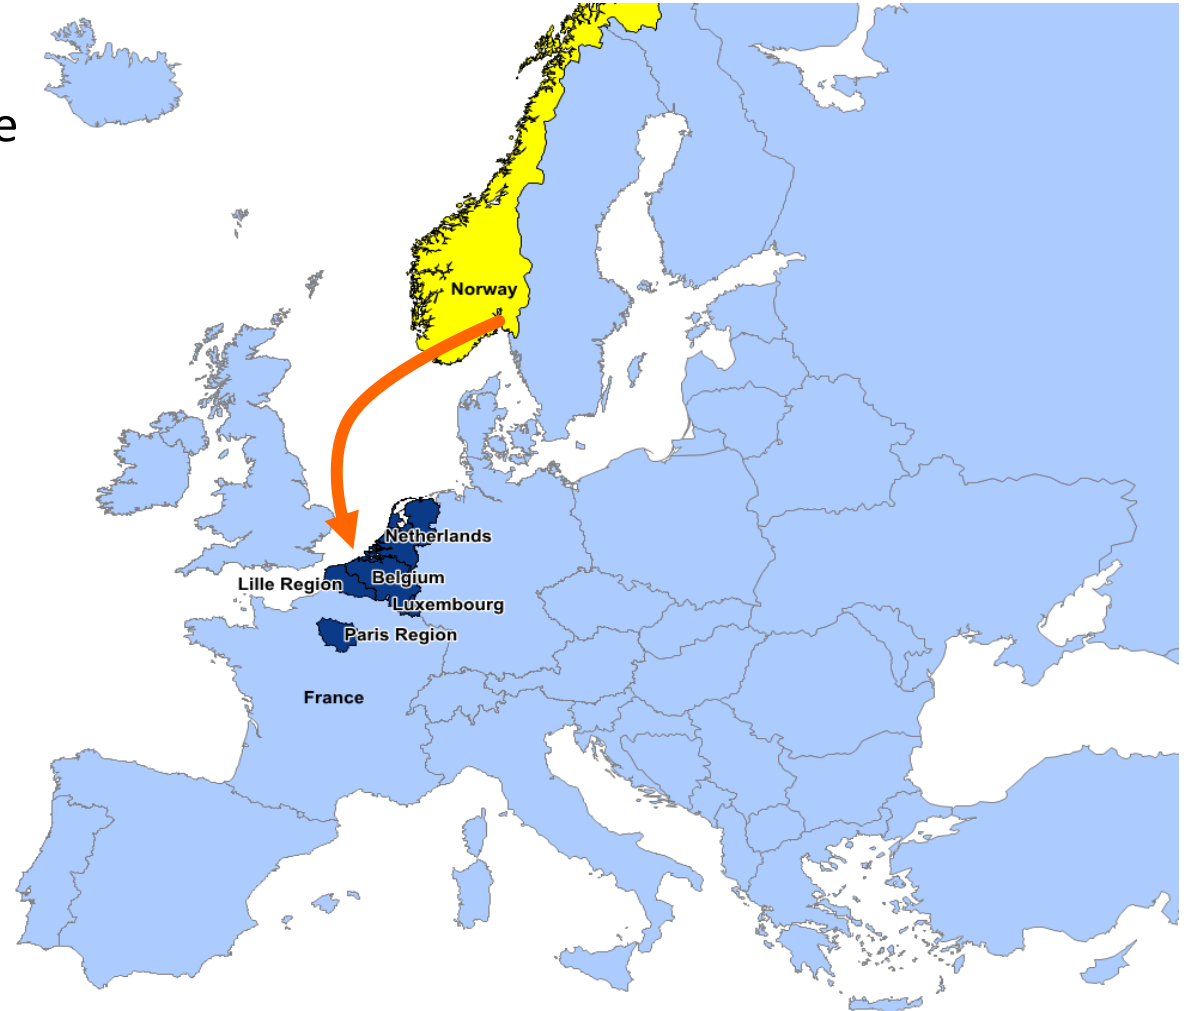 e
Norway
Netherlands
Belgium
Lille Region
Luxembourg
Paris Region
France